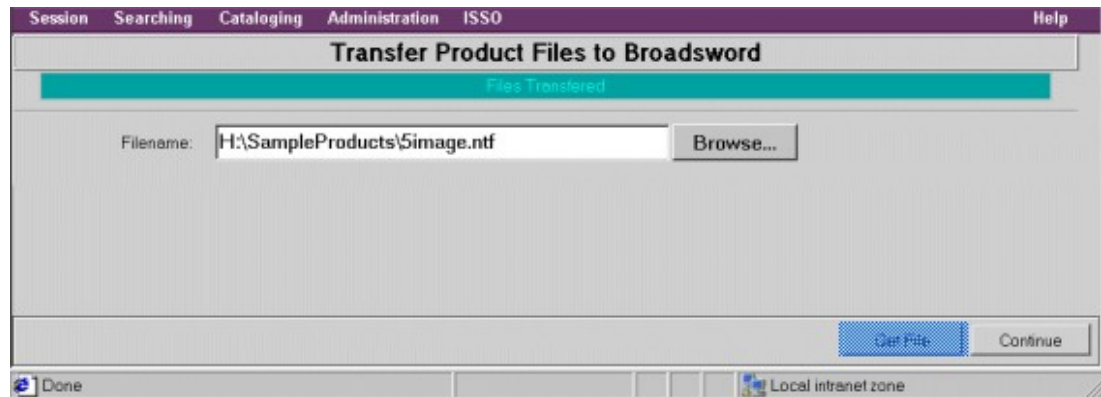 Session Searching Cataloging Administration ISSO Help
Transfer Product Files to Broadsword
Files Transfered
Filename: H:\SampleProducts\5image.ntf Browse...
Get File Continue
Done Local intranet zone